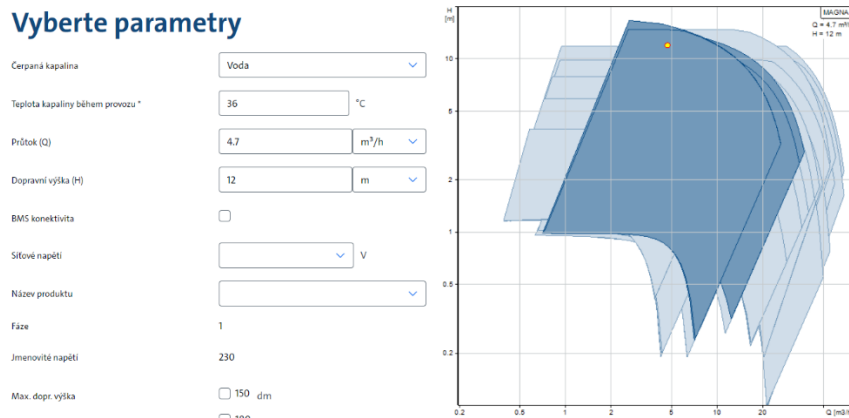 Vyberte parametry
Čerpaná kapalina
Voda
Teplota kapaliny během provozu *
36
°C
Průtok (Q)
4.7
m³/h
Dopravní výška (H)
12
m
BMS konektivita
Síťové napětí
V
Název produktu
Fáze
1
Jmenovité napětí
230
Max. dopr. výška
150 dm
H
[m]
MAGNA
Q = 4.7 m³/h
H = 12 m
10
5
2
1
0.5
0.2
0.2
0.5
1
2
5
10
20
Q [m3/